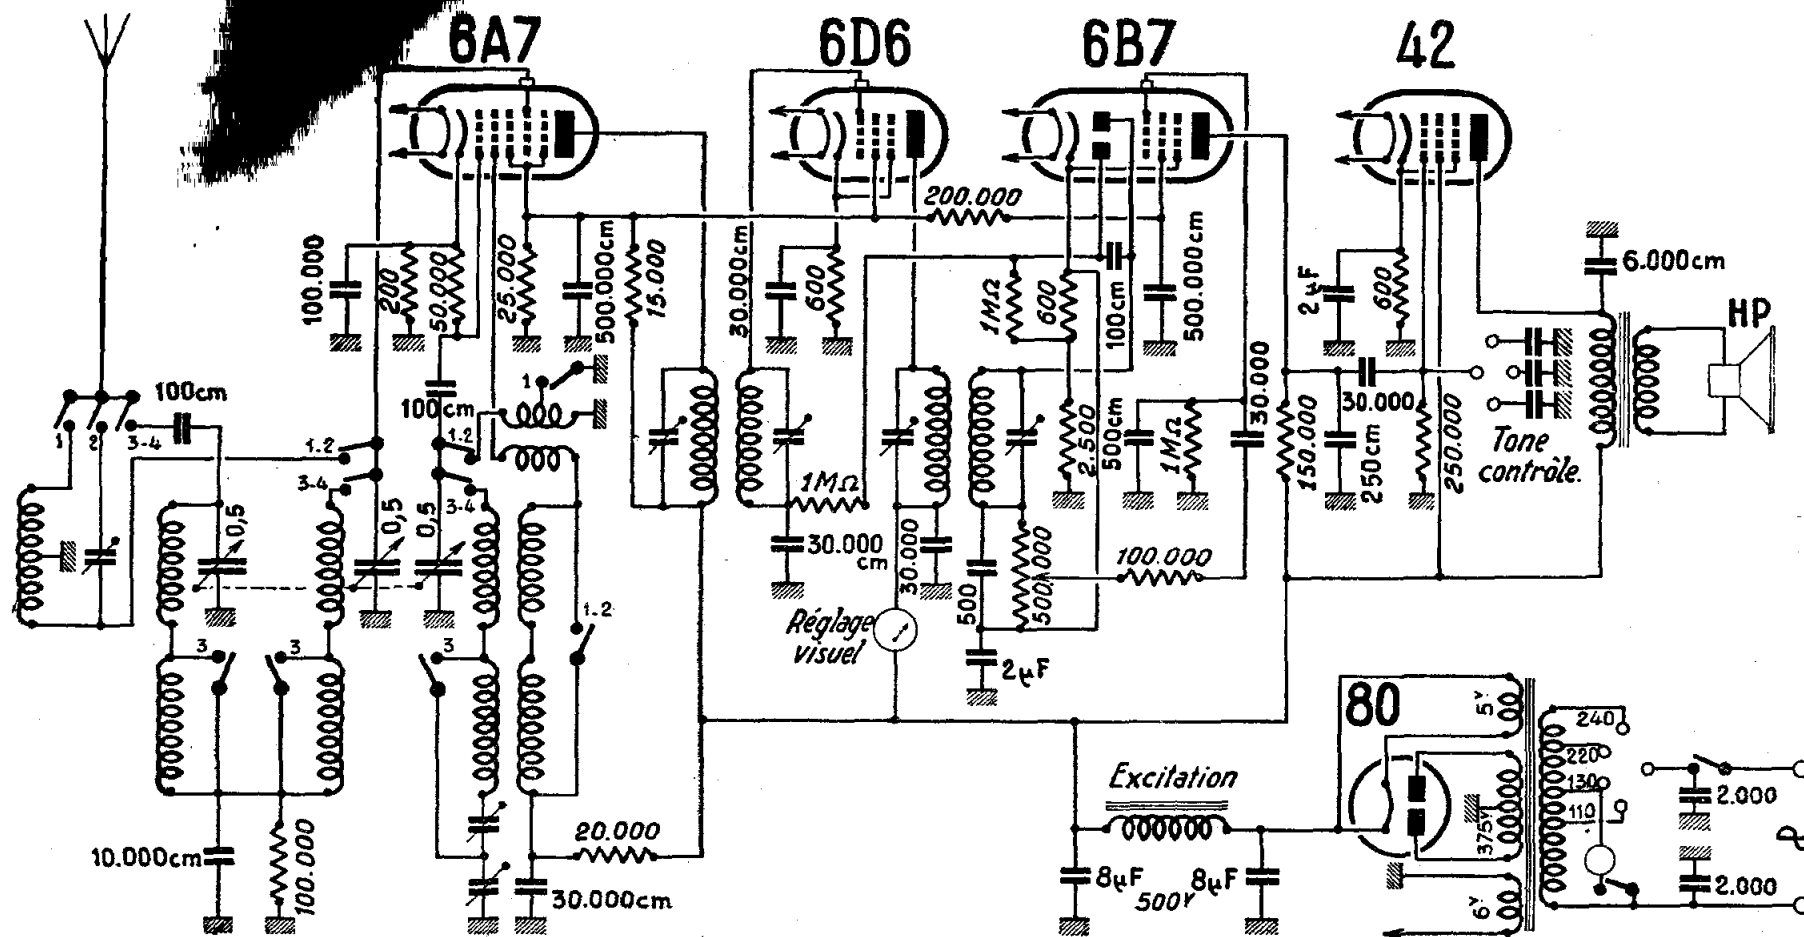 6A7
6D6
6B7
42
200.000
100.000
200
50.000
25.000
500.000cm
15.000
30.000cm
600
1MΩ
600
100cm
500.000cm
2µF
600
6.000cm
HP
100cm
1
2
3-4
100cm
1
1-2
1-2
3-4
3-4
0,5
0,5
0,5
1MΩ
30.000
cm
30.000
2.500
500cm
1MΩ
30.000
150.000
30.000
250cm
250.000
Tone
contrôle.
500
500.000
100.000
Réglage
visuel
2µF
3
3
3
1-2
10.000cm
100.000
20.000
30.000cm
Excitation
8µF
8µF
500V
80
5V
375V
6V
240
220
130
110
2.000
2.000